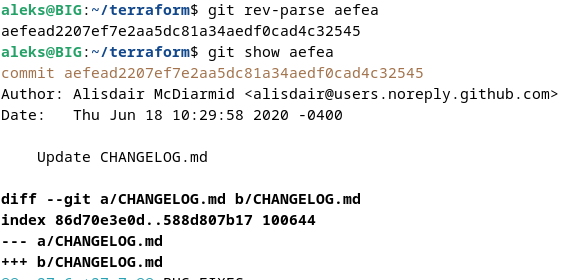 aleks@BIG:~/terraform$ git rev-parse aefea
aefead2207ef7e2aa5dc81a34aedf0cad4c32545
aleks@BIG:~/terraform$ git show aefea
commit aefead2207ef7e2aa5dc81a34aedf0cad4c32545
Author: Alisdair McDiarmid <alisdair@users.noreply.github.com>
Date:   Thu Jun 18 10:29:58 2020 -0400
    Update CHANGELOG.md
diff --git a/CHANGELOG.md b/CHANGELOG.md
index 86d70e3e0d..588d807b17 100644
--- a/CHANGELOG.md
+++ b/CHANGELOG.md